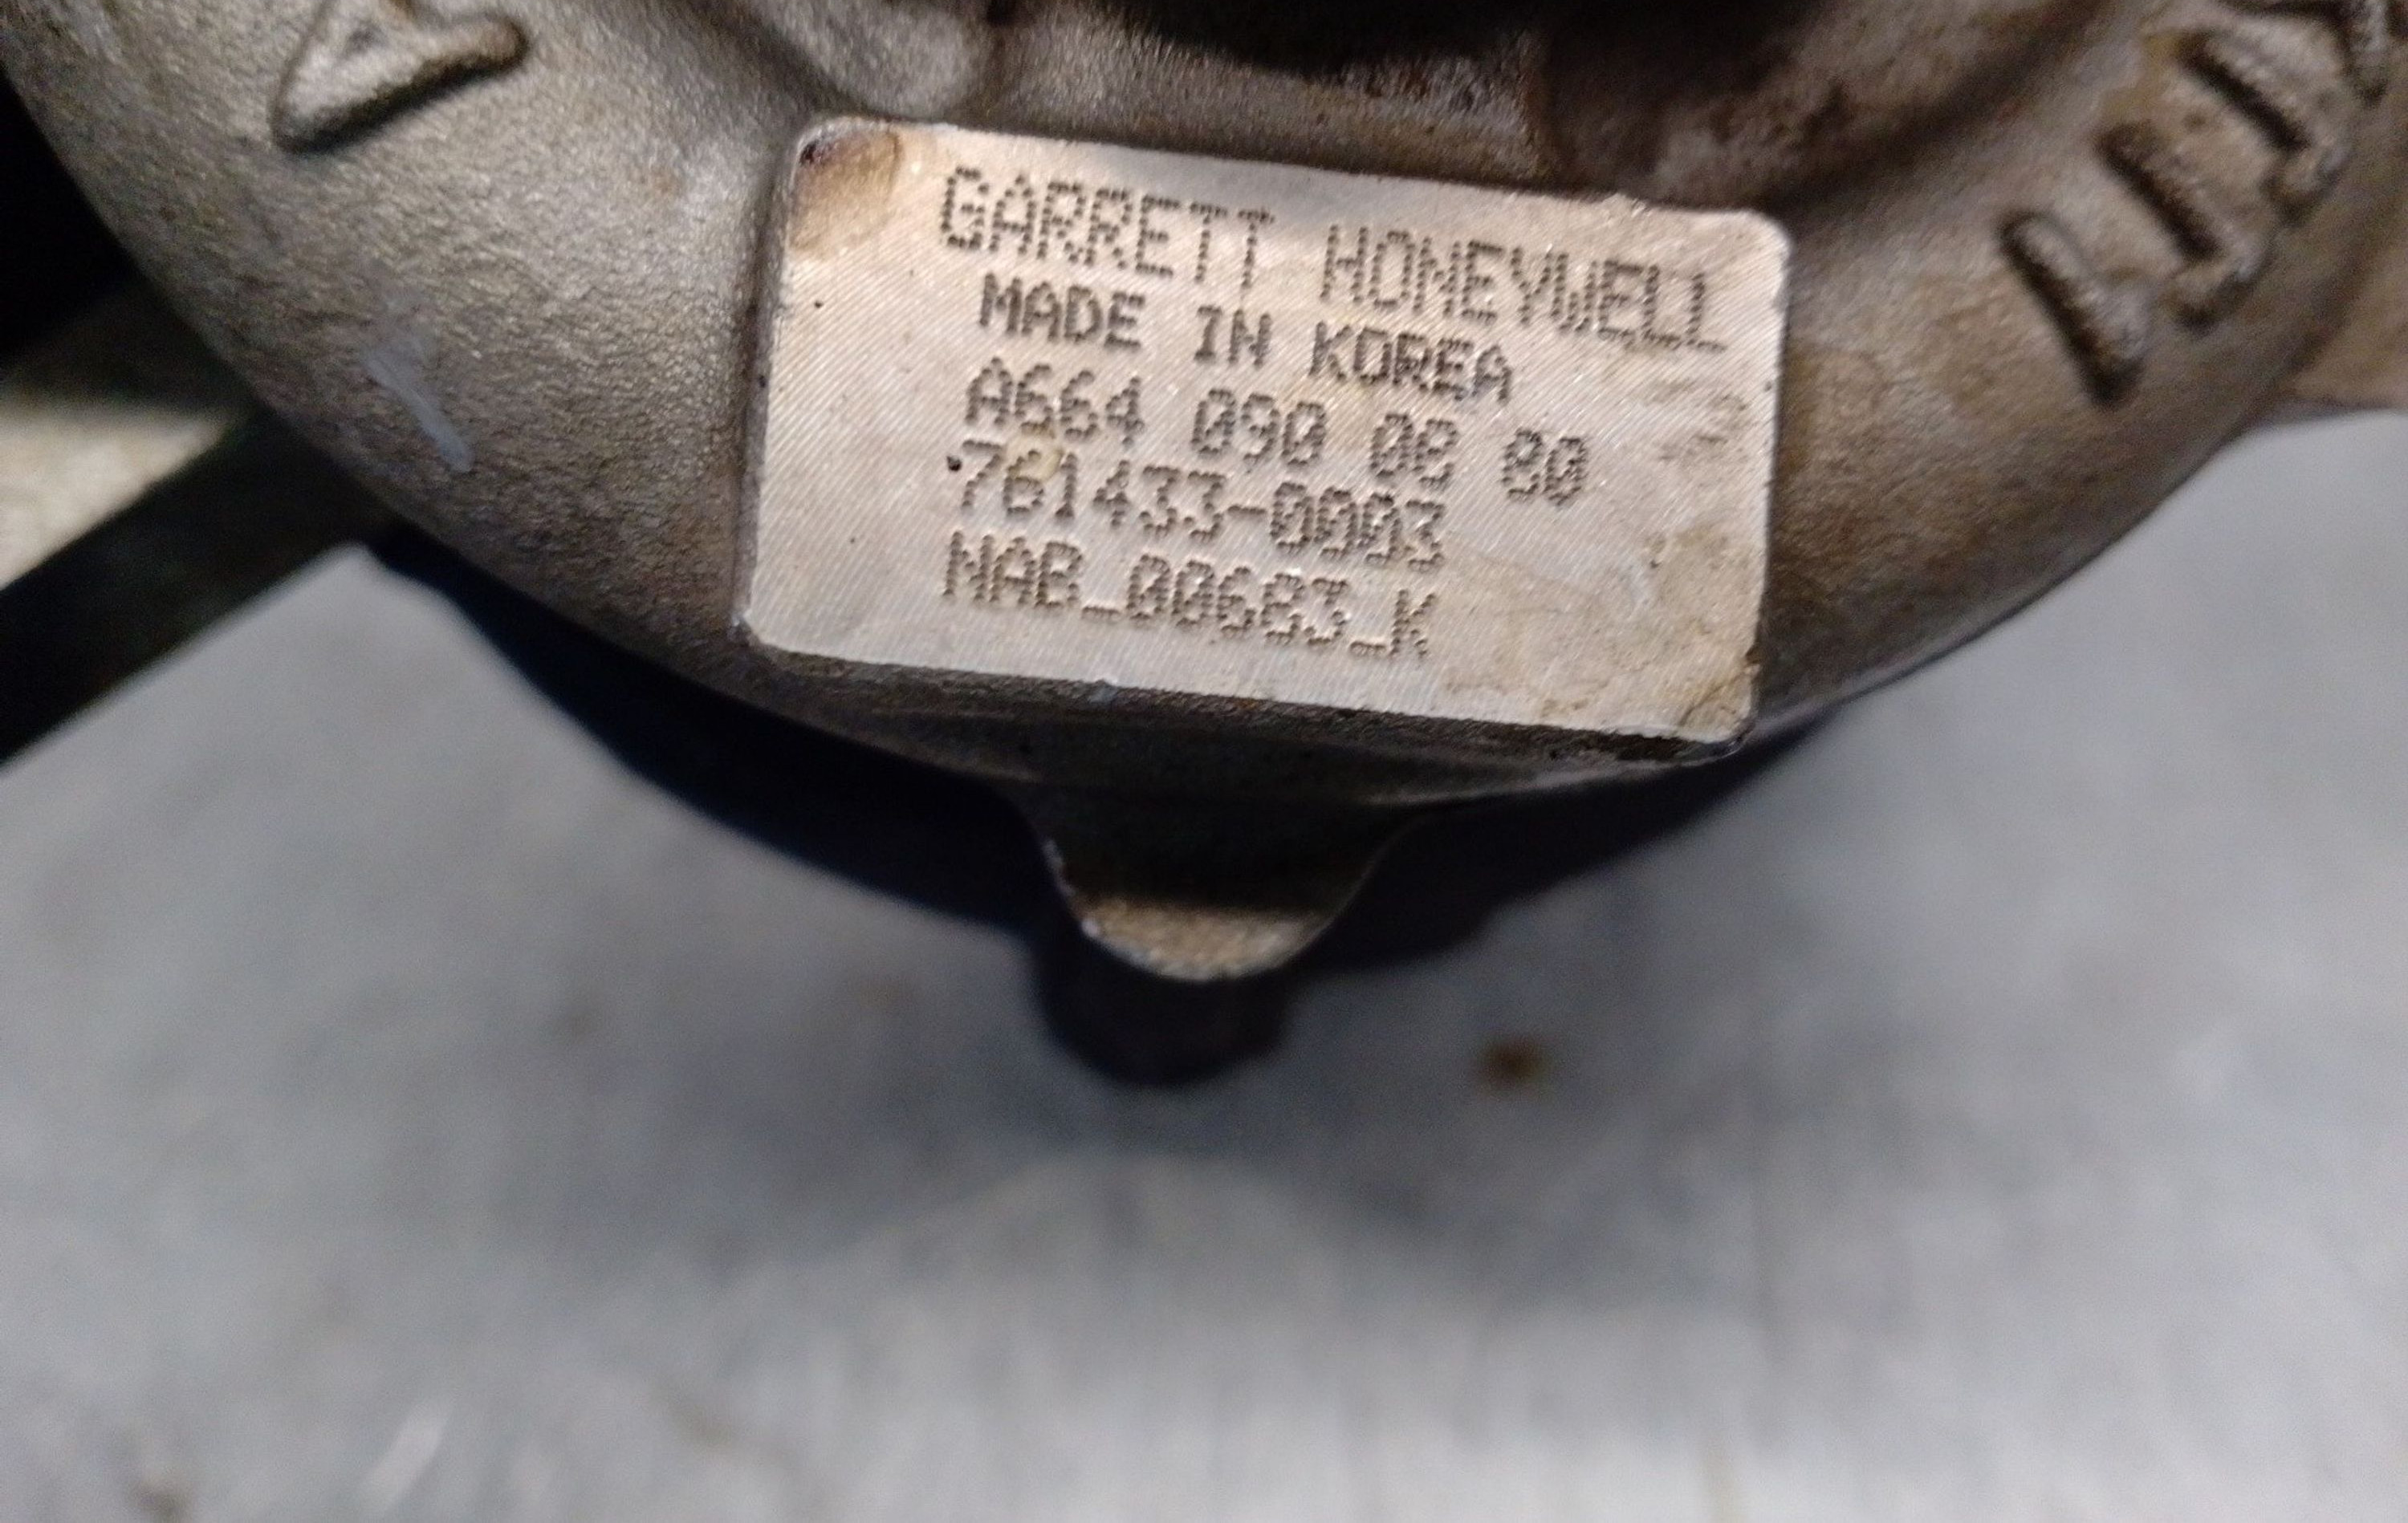 GARRETT HONEYWELL
MADE IN KOREA
A664 090 08 80
761433-0003
NAB_00683_K